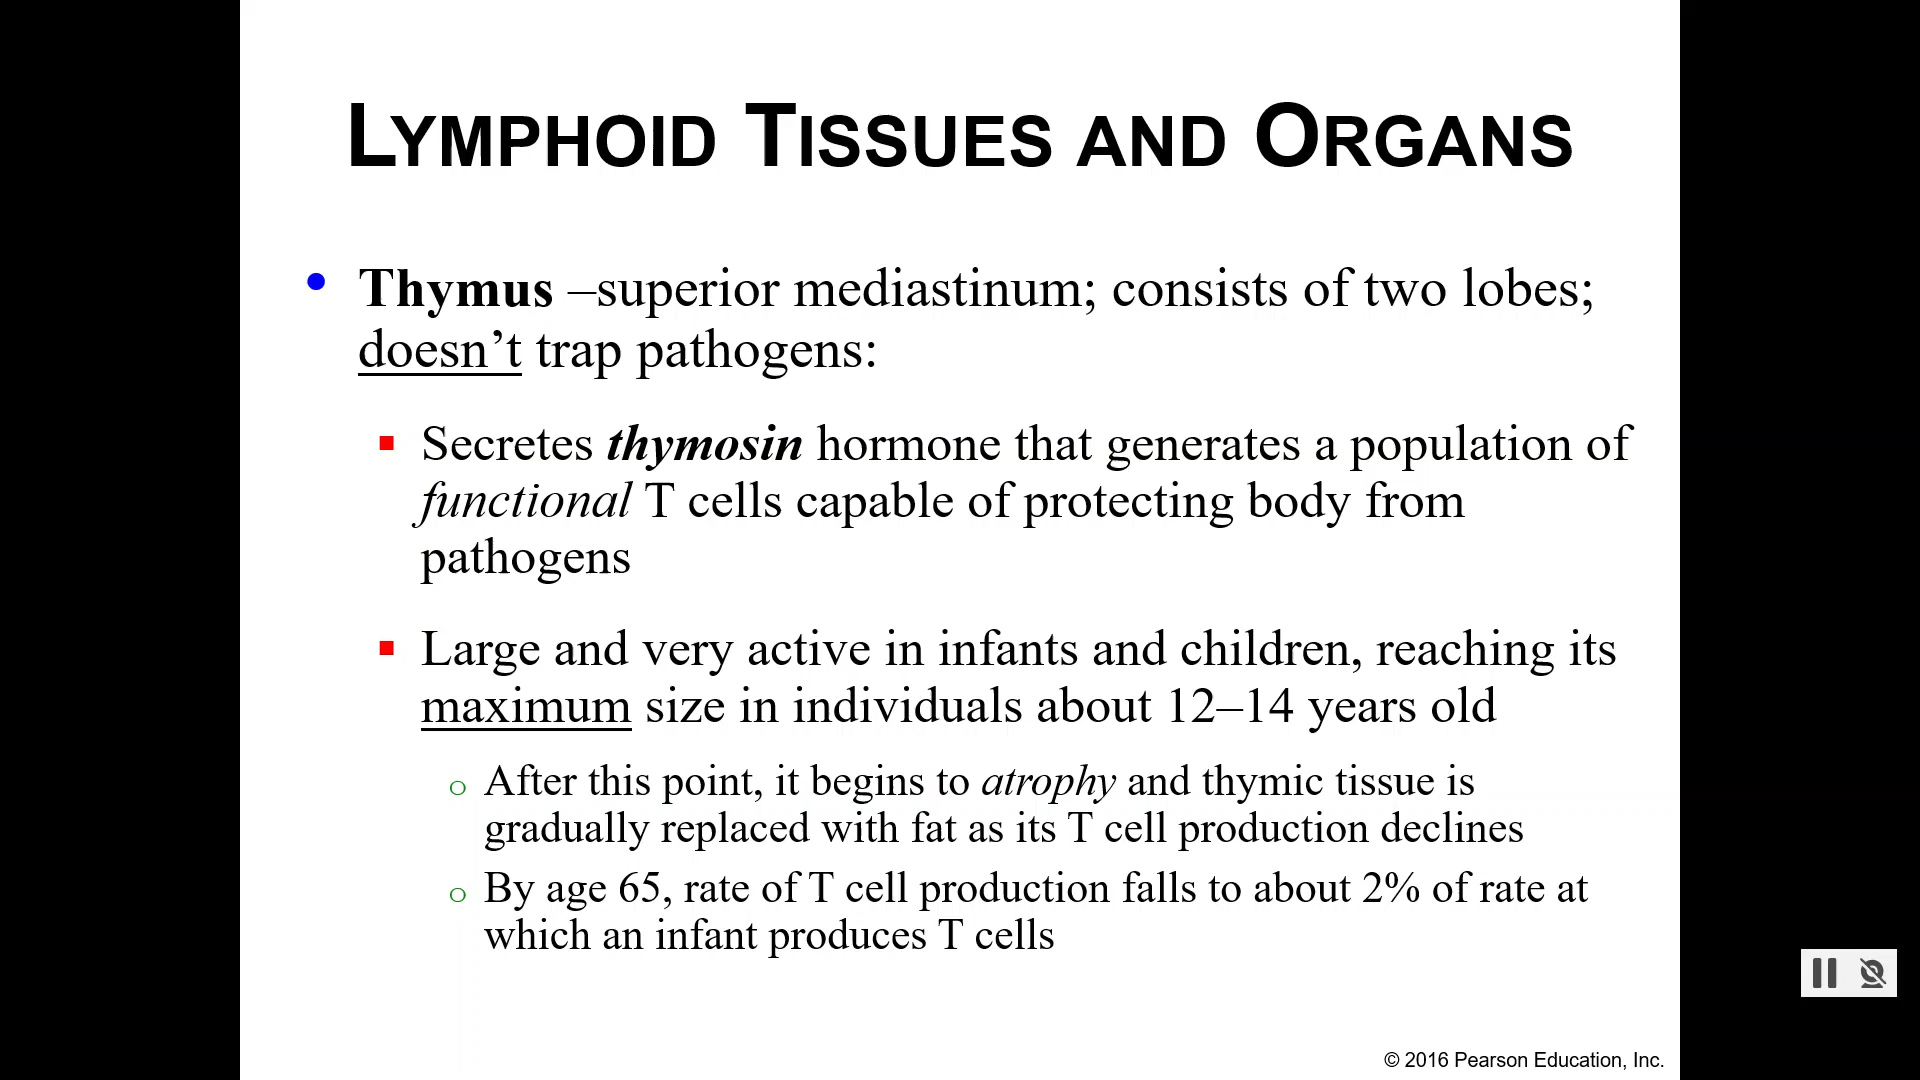 LYMPHOID TISSUES AND ORGANS
• Thymus –superior mediastinum; consists of two lobes;
doesn’t trap pathogens:
▪ Secretes thymosin hormone that generates a population of
functional T cells capable of protecting body from
pathogens
▪ Large and very active in infants and children, reaching its
maximum size in individuals about 12–14 years old
o After this point, it begins to atrophy and thymic tissue is
gradually replaced with fat as its T cell production declines
o By age 65, rate of T cell production falls to about 2% of rate at
which an infant produces T cells
© 2016 Pearson Education, Inc.